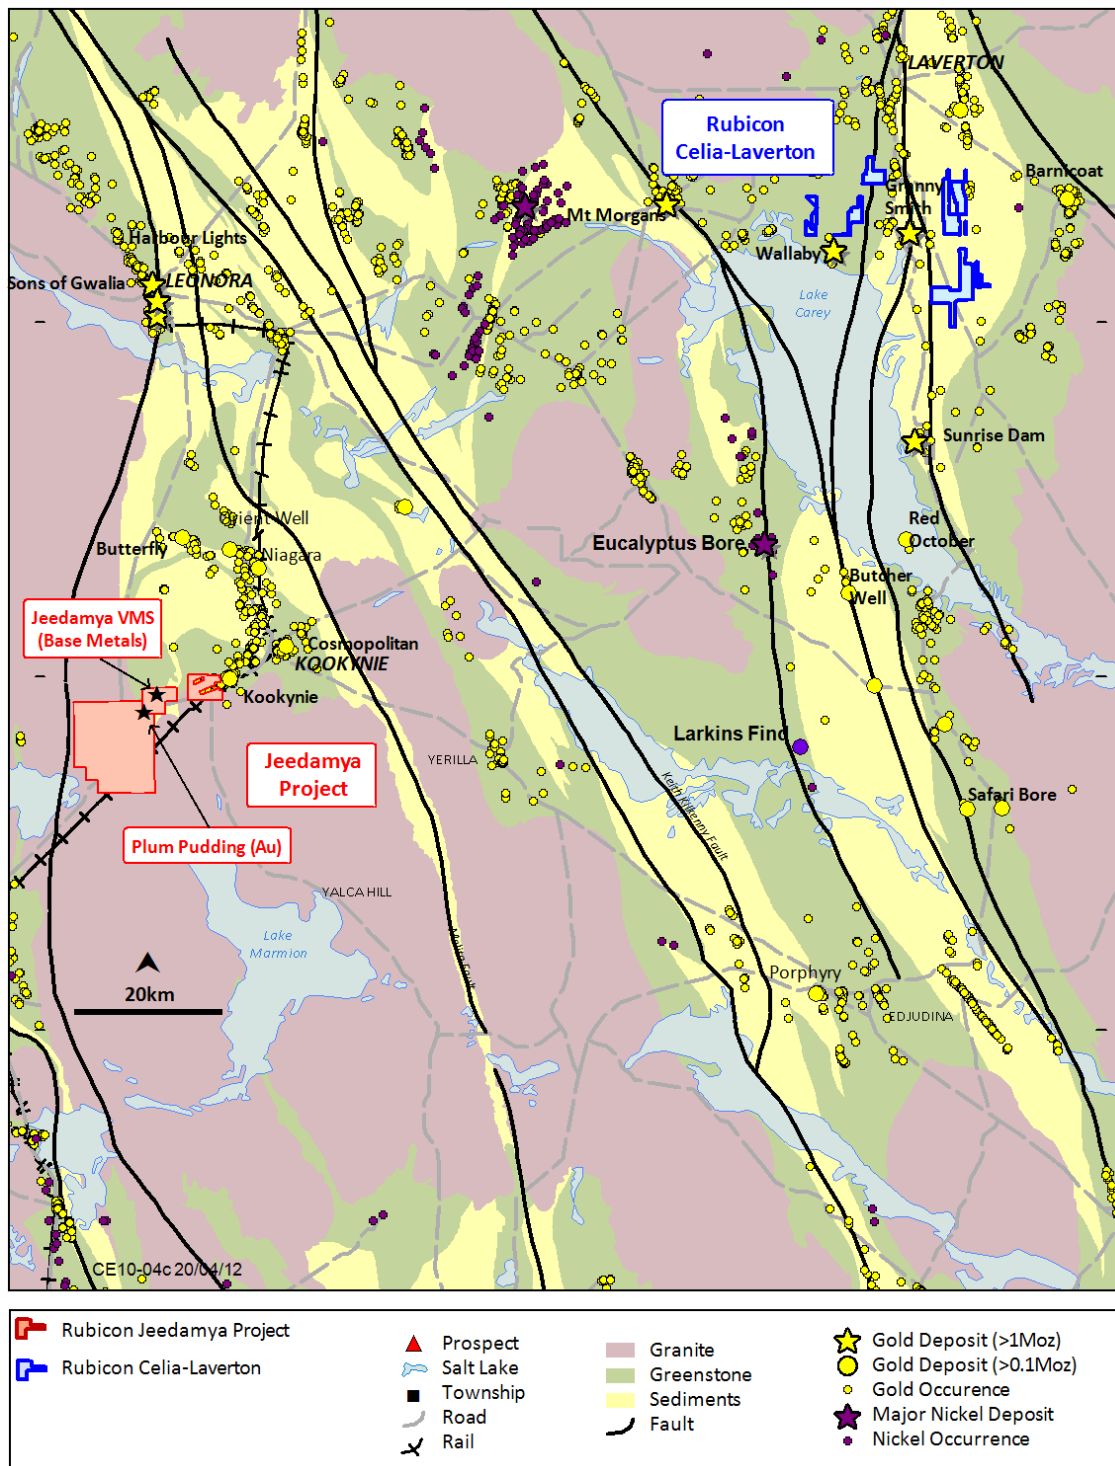 LAVERTON
Rubicon
Celia-Laverton
Barnicoat
Granny
Smith
Mt Morgans
Wallaby
Harbour Lights
Sons of Gwalia
LEONORA
Lake
Carey
Sunrise Dam
Orient Well
Red
October
Butterfly
Niagara
Eucalyptus Bore
Butcher
Well
Jeedamya VMS
(Base Metals)
Cosmopolitan
KOOKYNIE
Kookynie
Larkins Find
Jeedamya
Project
YERILLA
Keith Kilkenny Fault
Safari Bore
Plum Pudding (Au)
YALCA HILL
Lake
Marmion
Porphyry
20km
EDJUDINA
CE10-04c 20/04/12
Rubicon Jeedamya Project
Rubicon Celia-Laverton
Prospect
Salt Lake
Township
Road
Rail
Granite
Greenstone
Sediments
Fault
Gold Deposit (>1Moz)
Gold Deposit (>0.1Moz)
Gold Occurence
Major Nickel Deposit
Nickel Occurrence